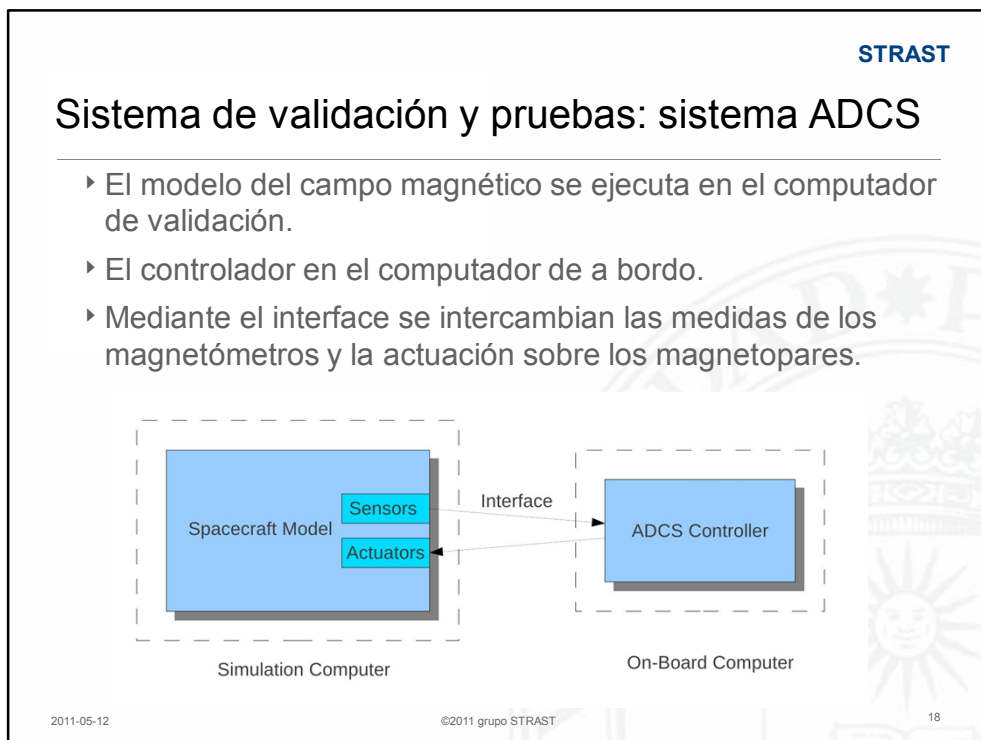 STRAST
Sistema de validación y pruebas: sistema ADCS
‣ El modelo del campo magnético se ejecuta en el computador
de validación.
‣ El controlador en el computador de a bordo.
‣ Mediante el interface se intercambian las medidas de los
magnetómetros y la actuación sobre los magnetopares.
Spacecraft Model
Sensors
Actuators
Interface
ADCS Controller
Simulation Computer
On-Board Computer
2011-05-12
©2011 grupo STRAST
18